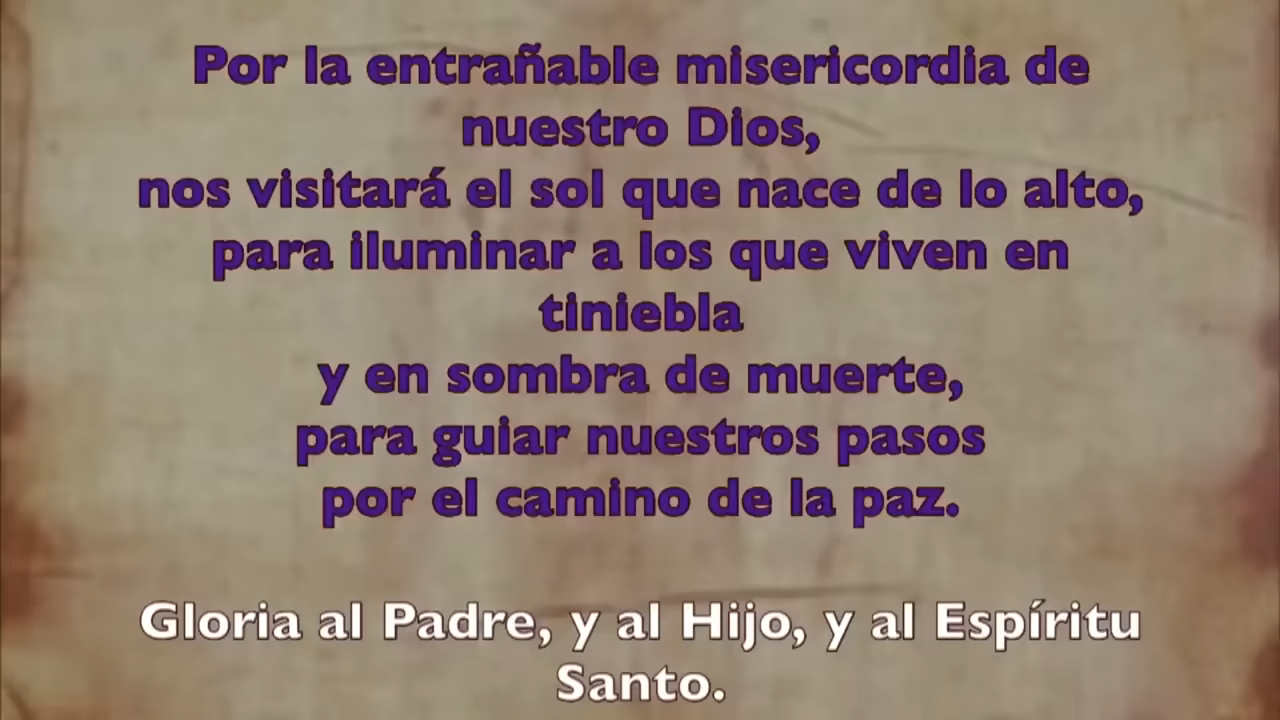 Por la entrañable misericordia de
nuestro Dios,
nos visitará el sol que nace de lo alto,
para iluminar a los que viven en
tiniebla
y en sombra de muerte,
para guiar nuestros pasos
por el camino de la paz.
Gloria al Padre, y al Hijo, y al Espíritu
Santo.